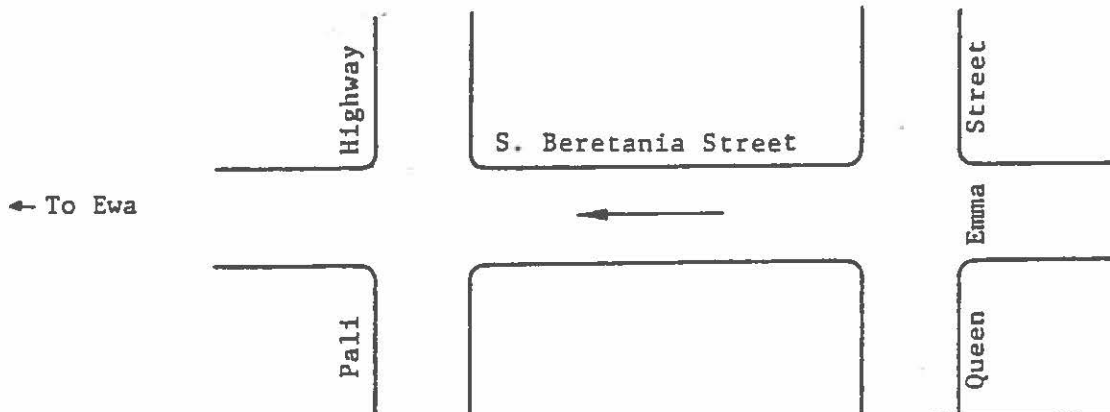 Pali Highway
S. Beretania Street
← To Ewa
Queen Emma Street